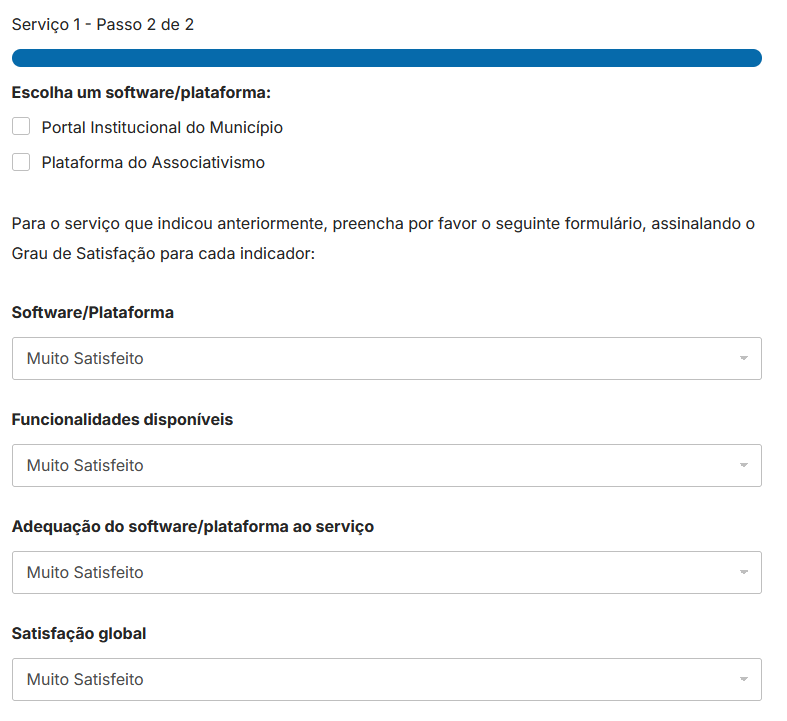 Serviço 1 - Passo 2 de 2
Escolha um software/plataforma:
Portal Institucional do Município
Plataforma do Associativismo
Para o serviço que indicou anteriormente, preencha por favor o seguinte formulário, assinalando o
Grau de Satisfação para cada indicador:
Software/Plataforma
Muito Satisfeito
Funcionalidades disponíveis
Muito Satisfeito
Adequação do software/plataforma ao serviço
Muito Satisfeito
Satisfação global
Muito Satisfeito